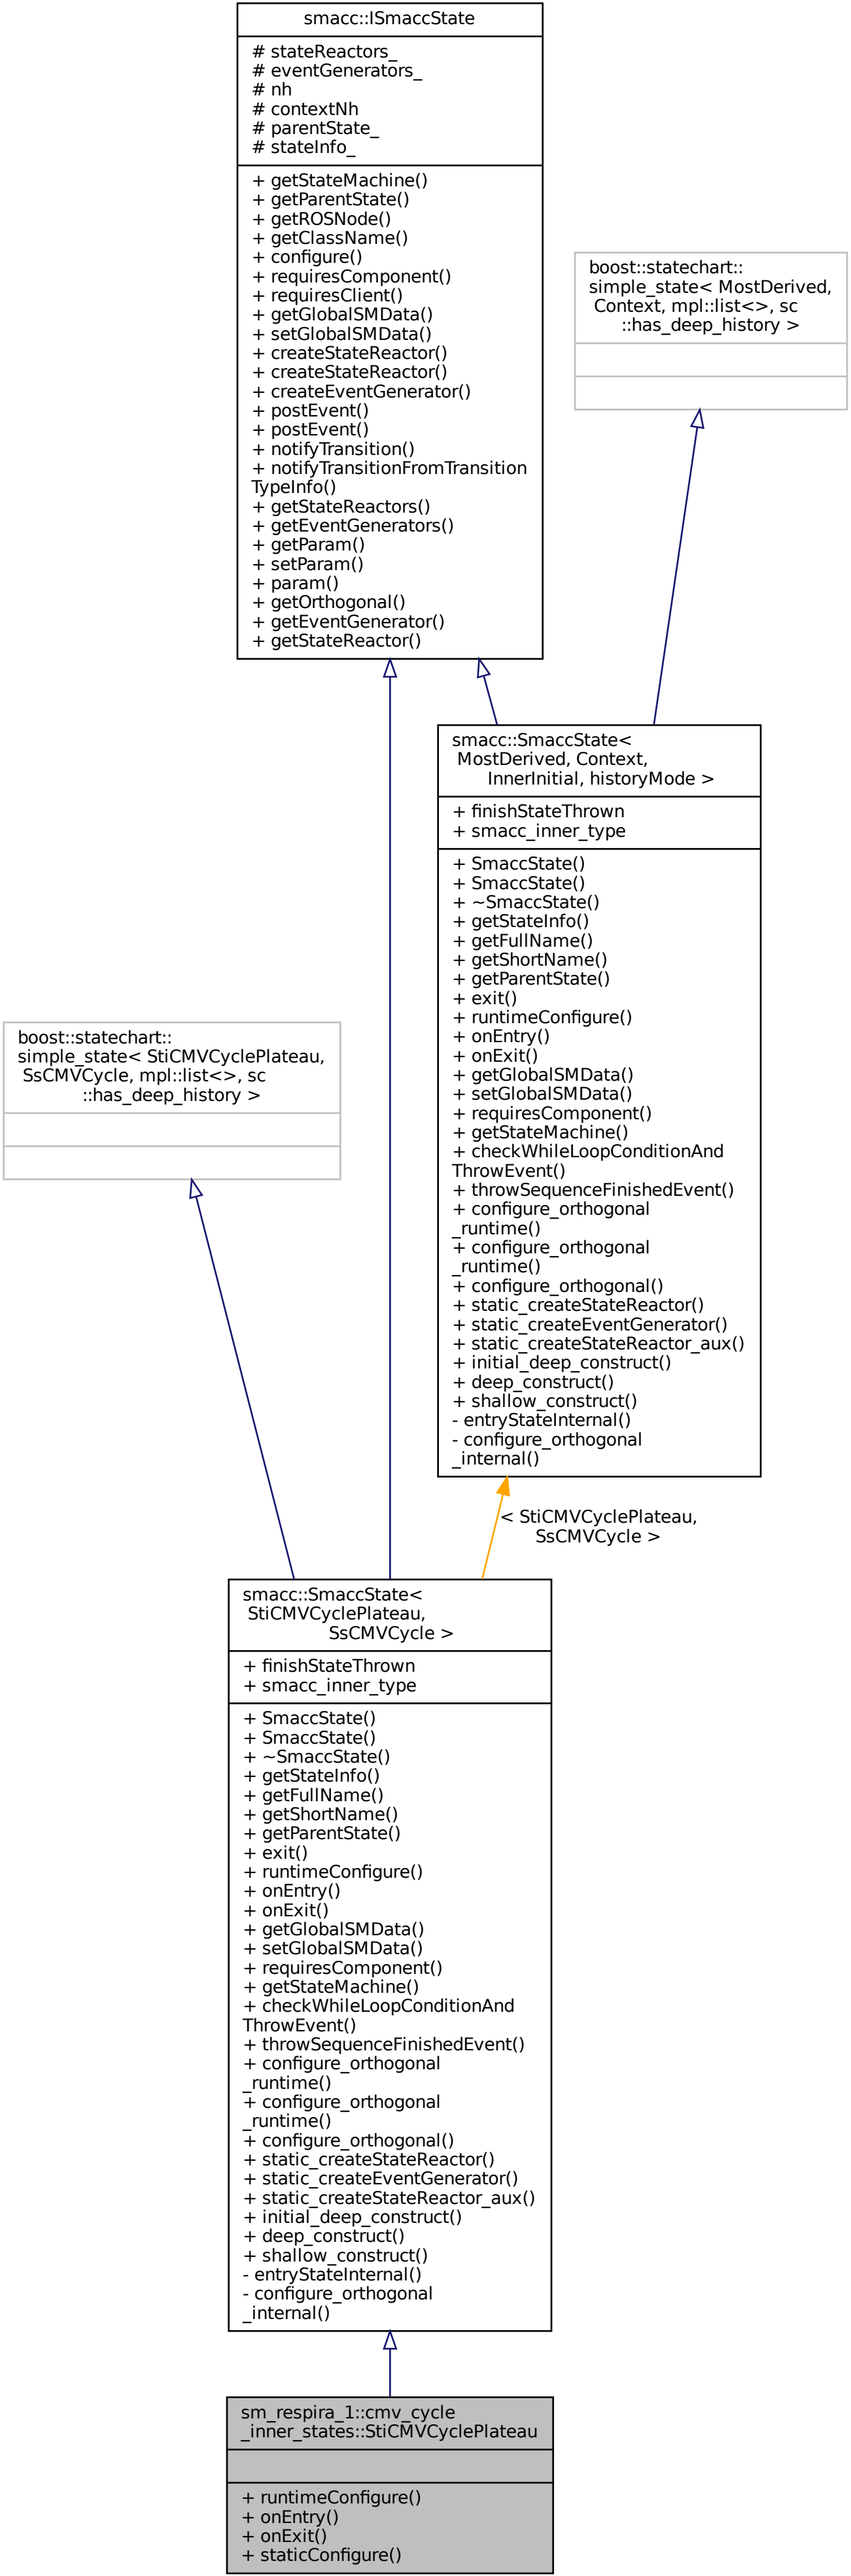 smacc::ISmaccState
# stateReactors_
# eventGenerators_
# nh
# contextNh
# parentState_
# stateInfo_
+ getStateMachine()
+ getParentState()
+ getROSNode()
+ getClassName()
+ configure()
+ requiresComponent()
+ requiresClient()
+ getGlobalSMData()
+ setGlobalSMData()
+ createStateReactor()
+ createStateReactor()
+ createEventGenerator()
+ postEvent()
+ postEvent()
+ notifyTransition()
+ notifyTransitionFromTransition
TypeInfo()
+ getStateReactors()
+ getEventGenerators()
+ getParam()
+ setParam()
+ param()
+ getOrthogonal()
+ getEventGenerator()
+ getStateReactor()
boost::statechart::
simple_state< MostDerived,
Context, mpl::list<>, sc
::has_deep_history >
smacc::SmaccState<
MostDerived, Context,
InnerInitial, historyMode >
+ finishStateThrown
+ smacc_inner_type
+ SmaccState()
+ SmaccState()
+ ~SmaccState()
+ getStateInfo()
+ getFullName()
+ getShortName()
+ getParentState()
+ exit()
+ runtimeConfigure()
+ onEntry()
+ onExit()
+ getGlobalSMData()
+ setGlobalSMData()
+ requiresComponent()
+ getStateMachine()
+ checkWhileLoopConditionAnd
ThrowEvent()
+ throwSequenceFinishedEvent()
+ configure_orthogonal
_runtime()
+ configure_orthogonal
_runtime()
+ configure_orthogonal()
+ static_createStateReactor()
+ static_createEventGenerator()
+ static_createStateReactor_aux()
+ initial_deep_construct()
+ deep_construct()
+ shallow_construct()
- entryStateInternal()
- configure_orthogonal
_internal()
boost::statechart::
simple_state< StiCMVCyclePlateau,
SsCMVCycle, mpl::list<>, sc
::has_deep_history >
< StiCMVCyclePlateau,
SsCMVCycle >
smacc::SmaccState<
StiCMVCyclePlateau,
SsCMVCycle >
+ finishStateThrown
+ smacc_inner_type
+ SmaccState()
+ SmaccState()
+ ~SmaccState()
+ getStateInfo()
+ getFullName()
+ getShortName()
+ getParentState()
+ exit()
+ runtimeConfigure()
+ onEntry()
+ onExit()
+ getGlobalSMData()
+ setGlobalSMData()
+ requiresComponent()
+ getStateMachine()
+ checkWhileLoopConditionAnd
ThrowEvent()
+ throwSequenceFinishedEvent()
+ configure_orthogonal
_runtime()
+ configure_orthogonal
_runtime()
+ configure_orthogonal()
+ static_createStateReactor()
+ static_createEventGenerator()
+ static_createStateReactor_aux()
+ initial_deep_construct()
+ deep_construct()
+ shallow_construct()
- entryStateInternal()
- configure_orthogonal
_internal()
sm_respira_1::cmv_cycle
_inner_states::StiCMVCyclePlateau
+ runtimeConfigure()
+ onEntry()
+ onExit()
+ staticConfigure()